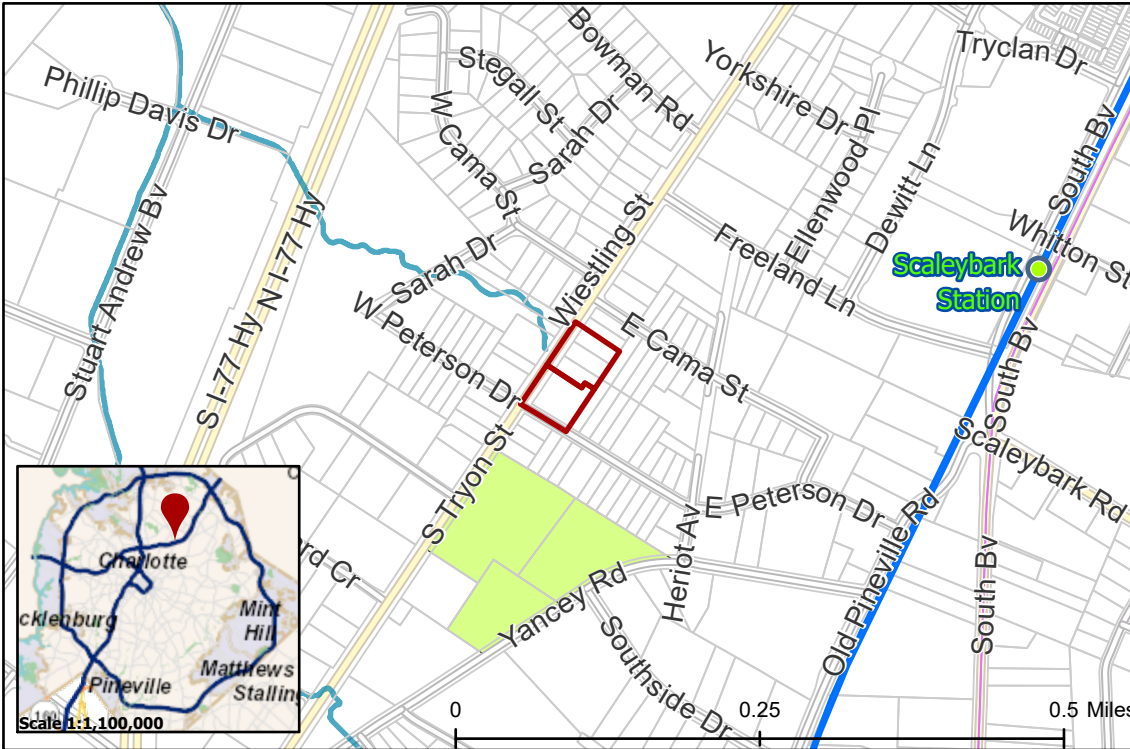 Tryclan Dr
Bowman Rd
Yorkshire Dr
Stegall St
Phillip Davis Dr
W Cama St
Sarah Dr
Ellenwood Pl
Dewitt Ln
South Bv
Whitton St
Stuart Andrew Bv
S I-77 Hy
N I-77 Hy
Sarah Dr
Wiestling St
Freeland Ln
Scaleybark
Station
W Peterson Dr
E Cama St
South Bv
Scaleybark Rd
S Tryon St
E Peterson Dr
Heriot Av
Yancey Rd
Old Pineville Rd
South Bv
Southside Dr
ord Cr
Charlotte
cklenburg
Mint
Hill
Matthews
Stalling
Pineville
Scale 1:1,100,000
0
0.25
0.5 Miles